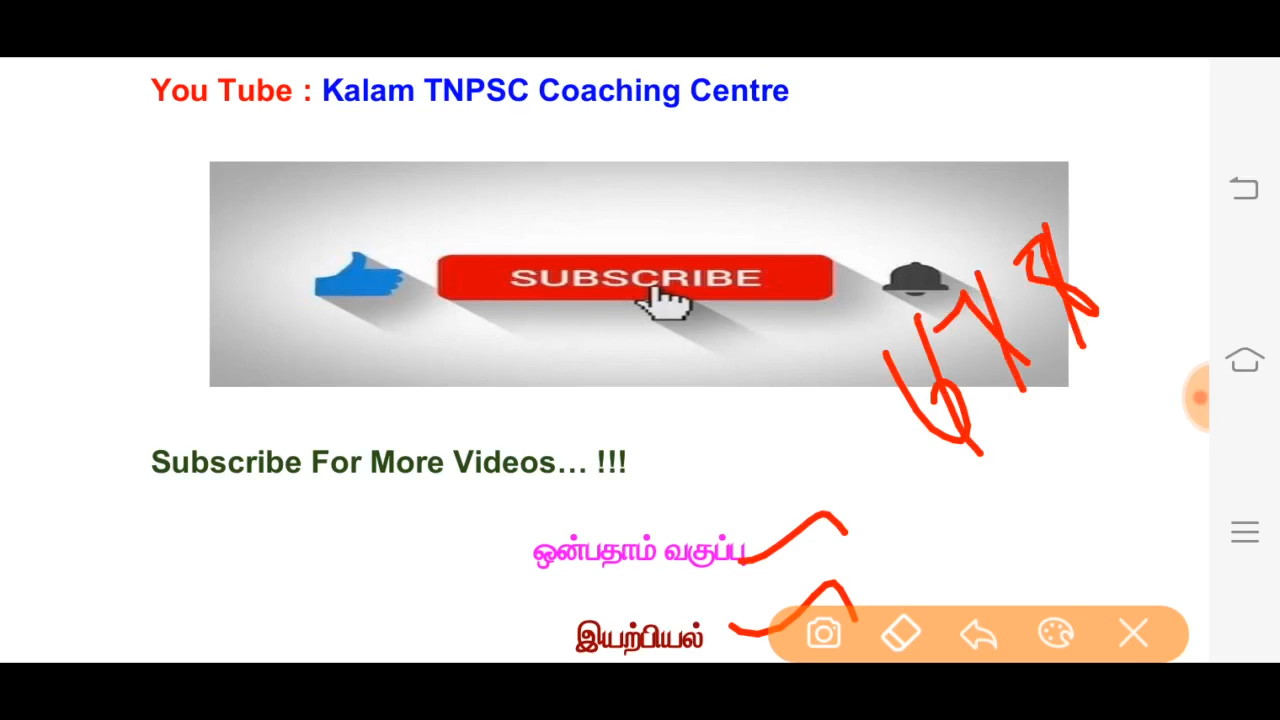 You Tube : Kalam TNPSC Coaching Centre
SUBSCRIBE
Subscribe For More Videos... !!!
ஒன்பதாம் வகுப்பு
இயற்பியல்